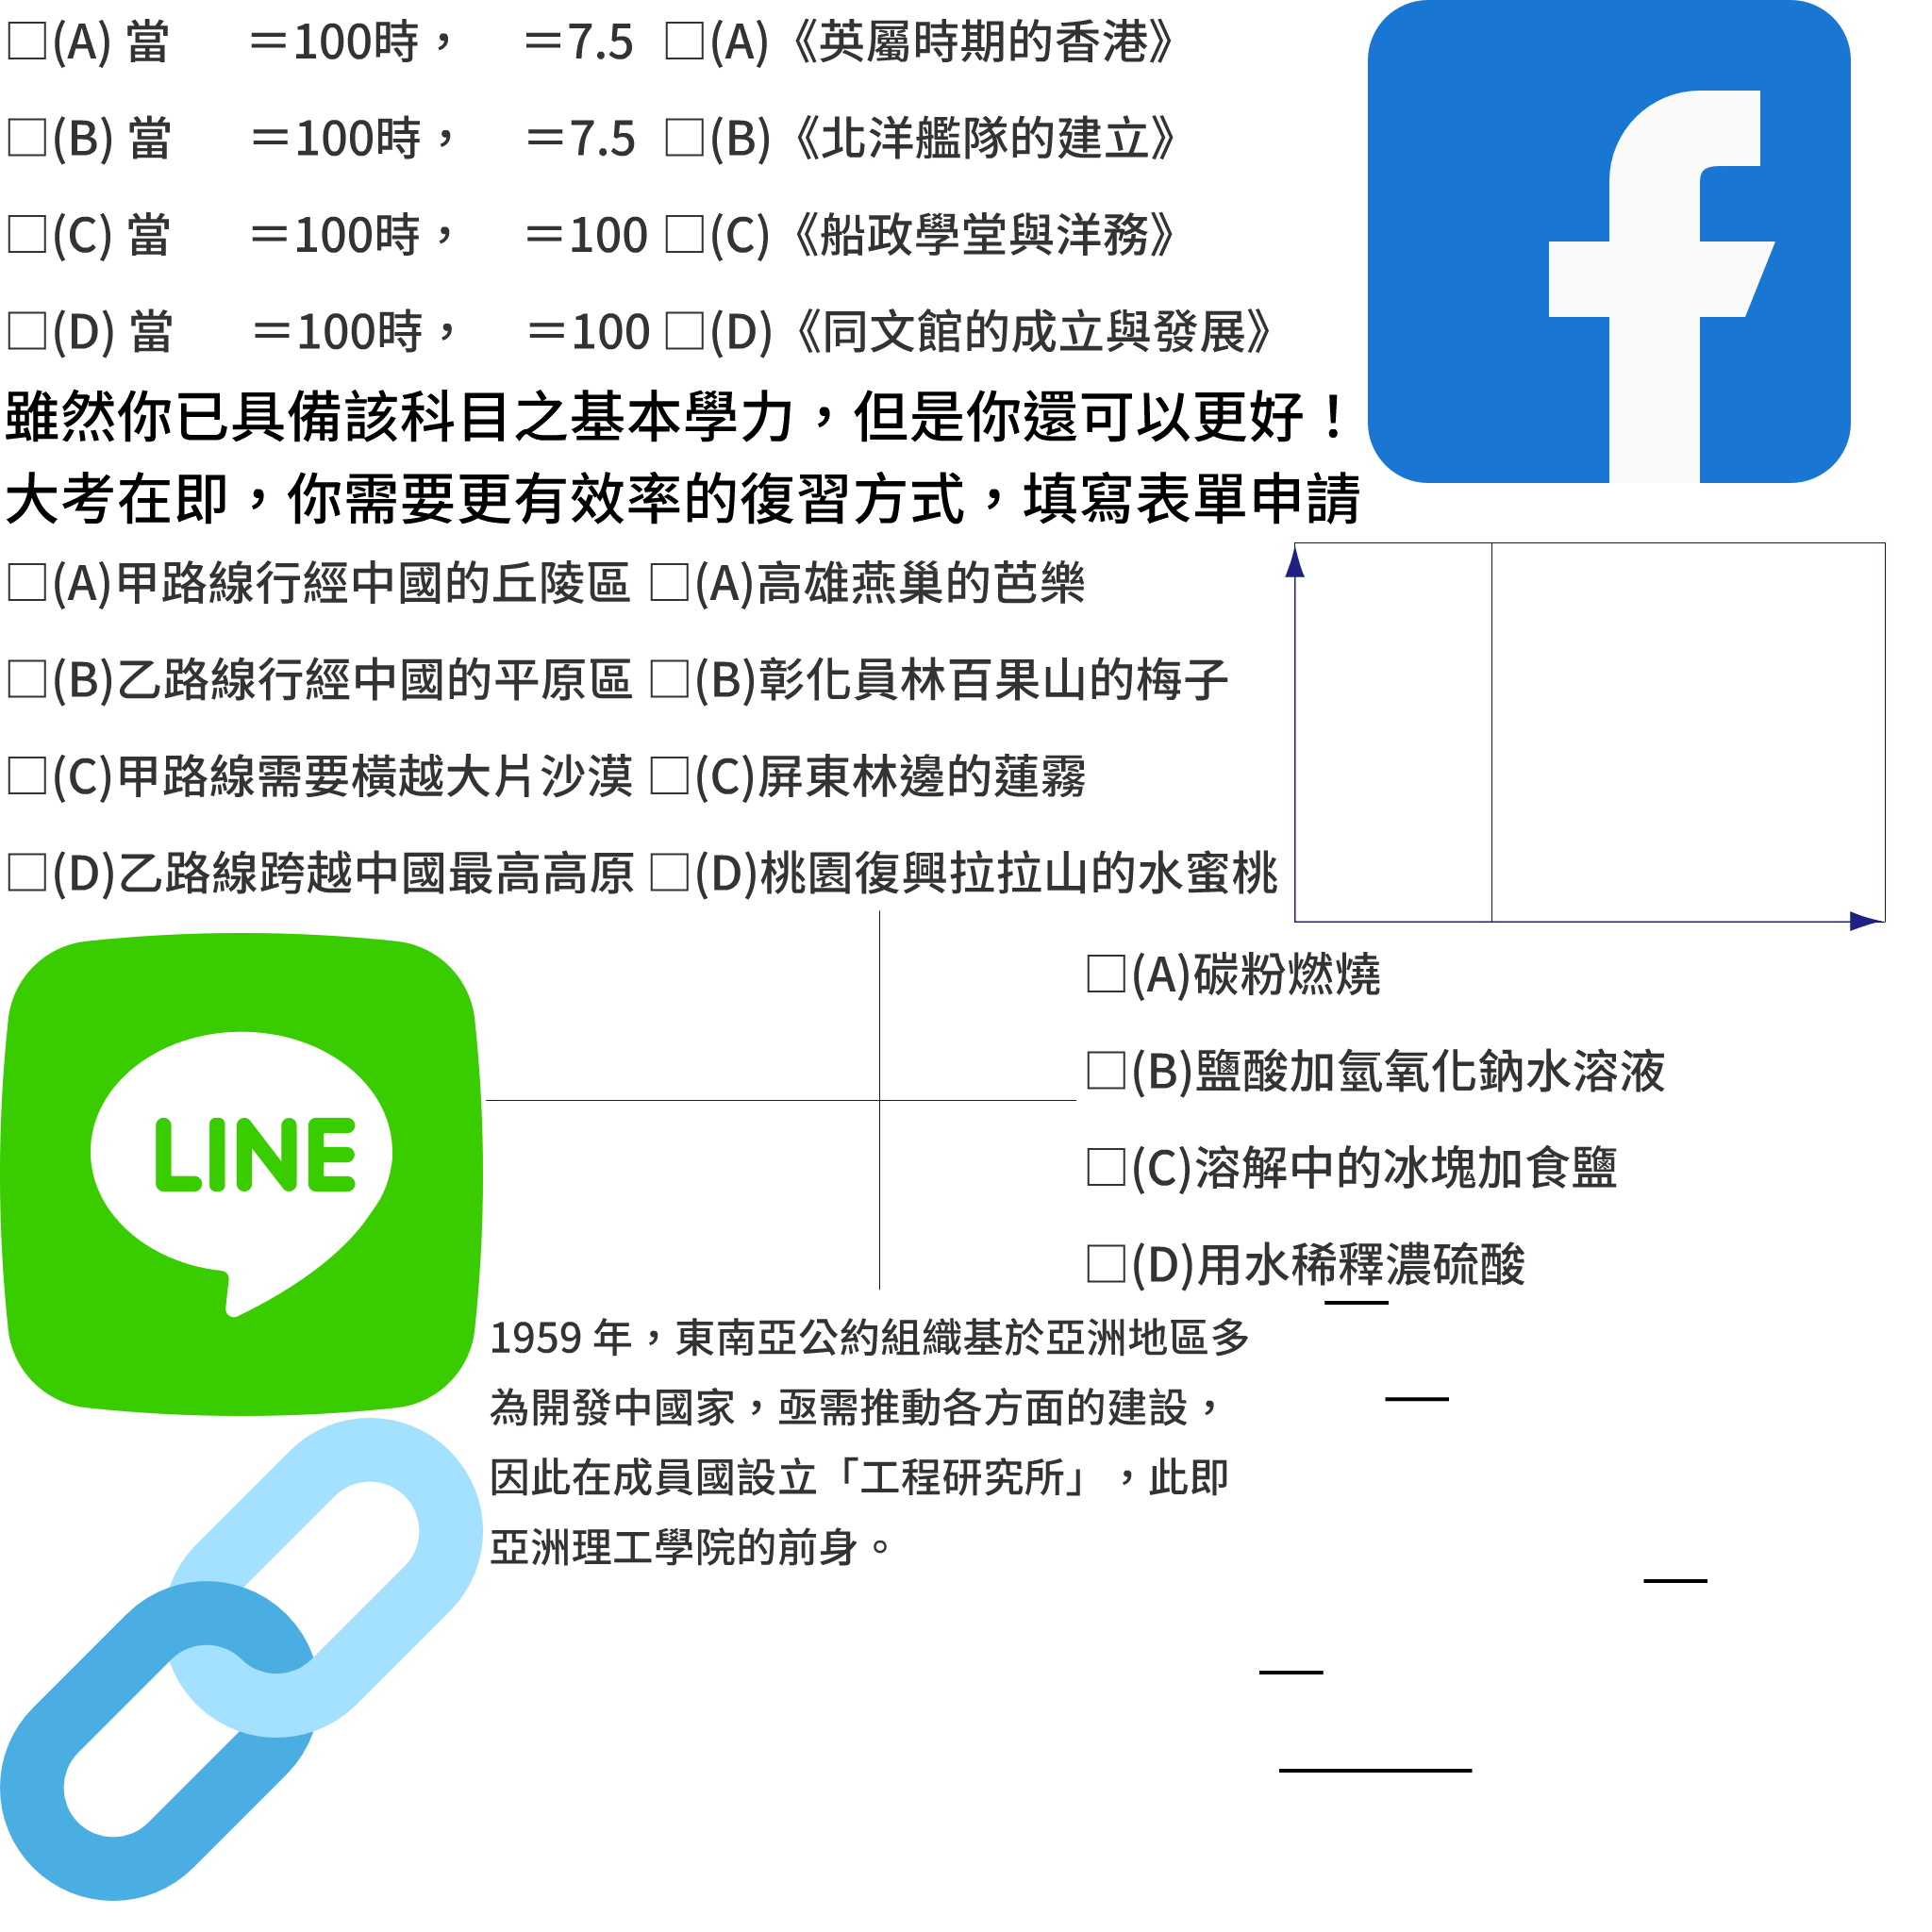 □(A) 當　　＝100時，　　＝7.5
□(B) 當　　＝100時，　　＝7.5
□(C) 當　　＝100時，　　＝100
□(D) 當　　＝100時，　　＝100
□(A)《英屬時期的香港》
□(B)《北洋艦隊的建立》
□(C)《船政學堂與洋務》
□(D)《同文館的成立與發展》
雖然你已具備該科目之基本學力，但是你還可以更好！
大考在即，你需要更有效率的復習方式，填寫表單申請
□(A)甲路線行經中國的丘陵區
□(B)乙路線行經中國的平原區
□(C)甲路線需要橫越大片沙漠
□(D)乙路線跨越中國最高高原
□(A)高雄燕巢的芭樂
□(B)彰化員林百果山的梅子
□(C)屏東林邊的蓮霧
□(D)桃園復興拉拉山的水蜜桃
LINE
□(A)碳粉燃燒
□(B)鹽酸加氫氧化鈉水溶液
□(C)溶解中的冰塊加食鹽
□(D)用水稀釋濃硫酸
1959 年，東南亞公約組織基於亞洲地區多
為開發中國家，亟需推動各方面的建設，
因此在成員國設立「工程研究所」，此即
亞洲理工學院的前身。